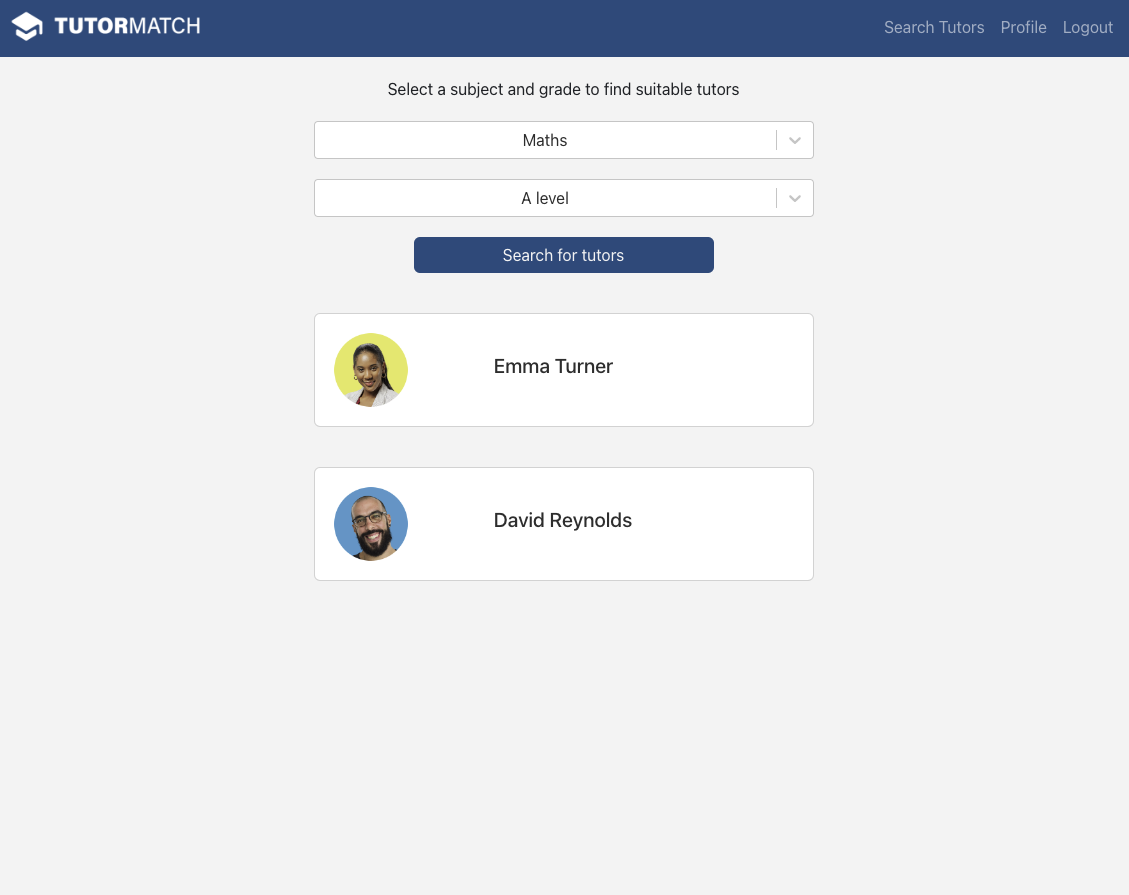 TUTORMATCH
Search Tutors Profile Logout
Select a subject and grade to find suitable tutors
Maths
A level
Search for tutors
Emma Turner
David Reynolds